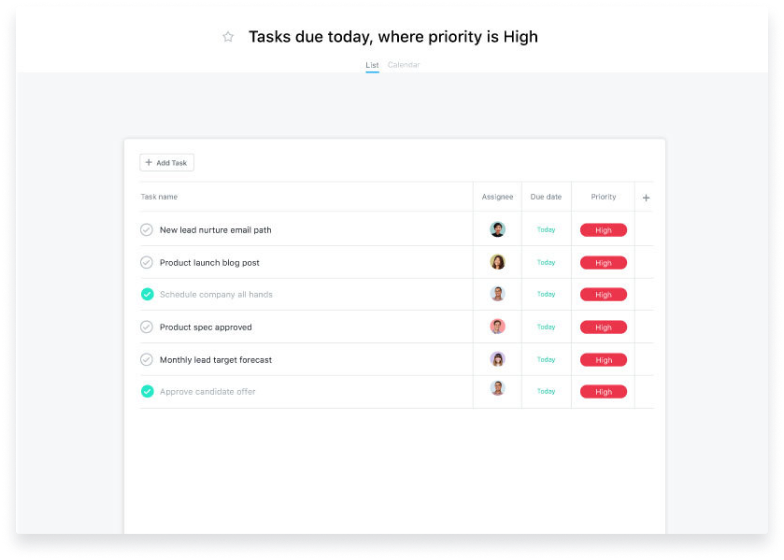 Tasks due today, where priority is High
List Calendar
+ Add Task
Task name Assignee Due date Priority +
New lead nurture email path Today High
Product launch blog post Today High
Schedule company all hands Today High
Product spec approved Today High
Monthly lead target forecast Today High
Approve candidate offer Today High